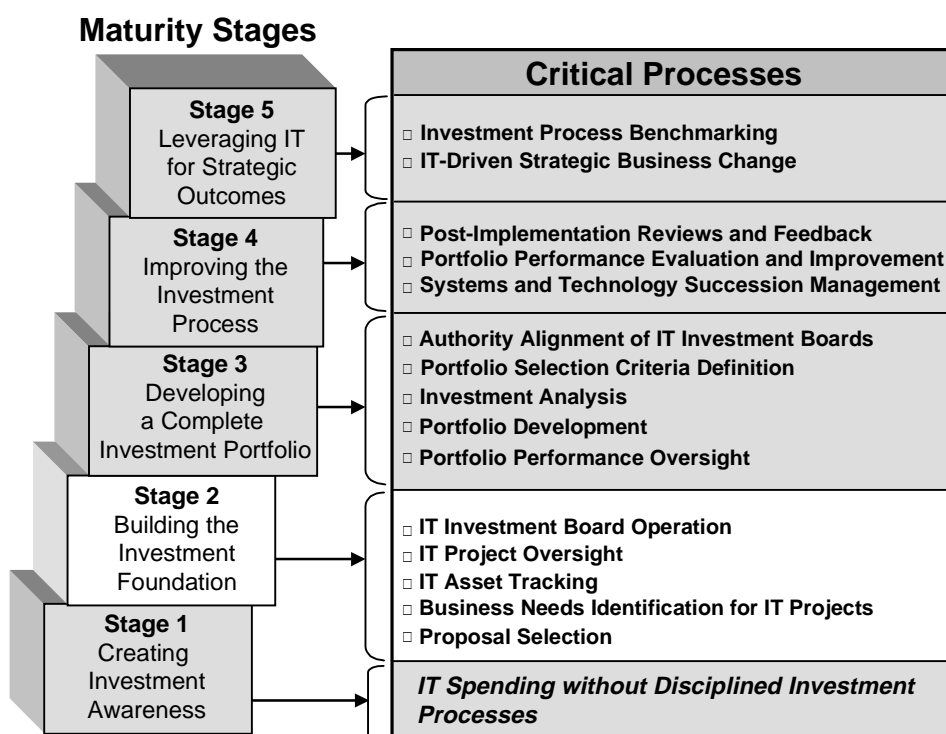 Maturity Stages
Critical Processes
Stage 5
Leveraging IT
for Strategic
Outcomes
□ Investment Process Benchmarking
□ IT-Driven Strategic Business Change
Stage 4
Improving the
Investment
Process
□ Post-Implementation Reviews and Feedback
□ Portfolio Performance Evaluation and Improvement
□ Systems and Technology Succession Management
Stage 3
Developing
a Complete
Investment Portfolio
□ Authority Alignment of IT Investment Boards
□ Portfolio Selection Criteria Definition
□ Investment Analysis
□ Portfolio Development
□ Portfolio Performance Oversight
Stage 2
Building the
Investment
Foundation
□ IT Investment Board Operation
□ IT Project Oversight
□ IT Asset Tracking
□ Business Needs Identification for IT Projects
□ Proposal Selection
Stage 1
Creating
Investment
Awareness
IT Spending without Disciplined Investment
Processes